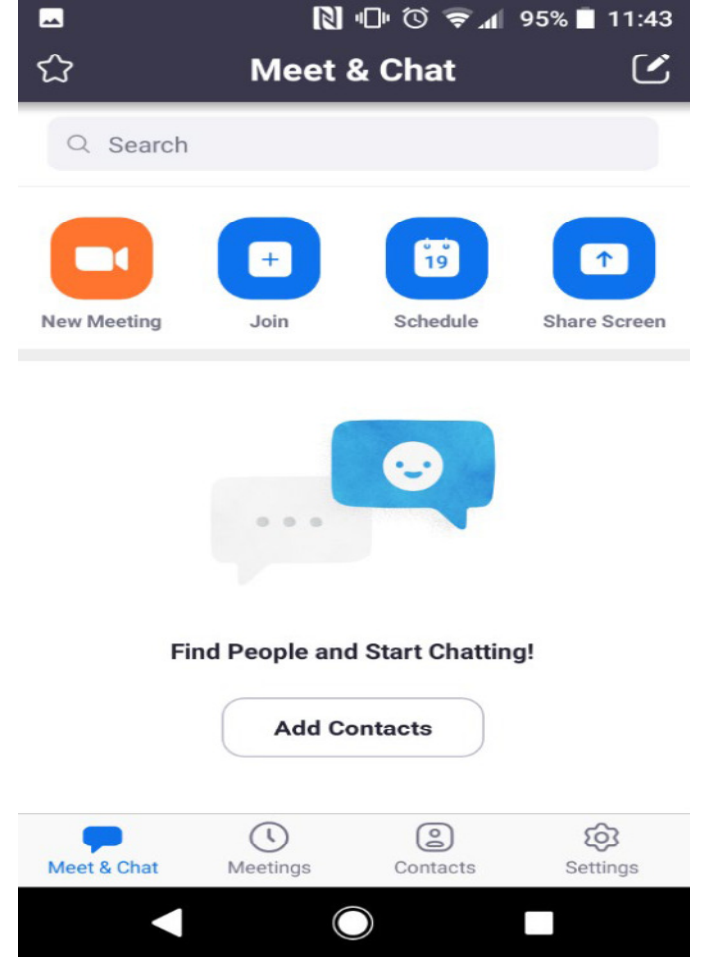 95% 11:43
Meet & Chat
Search
19
New Meeting Join Schedule Share Screen
Find People and Start Chatting!
Add Contacts
Meet & Chat Meetings Contacts Settings